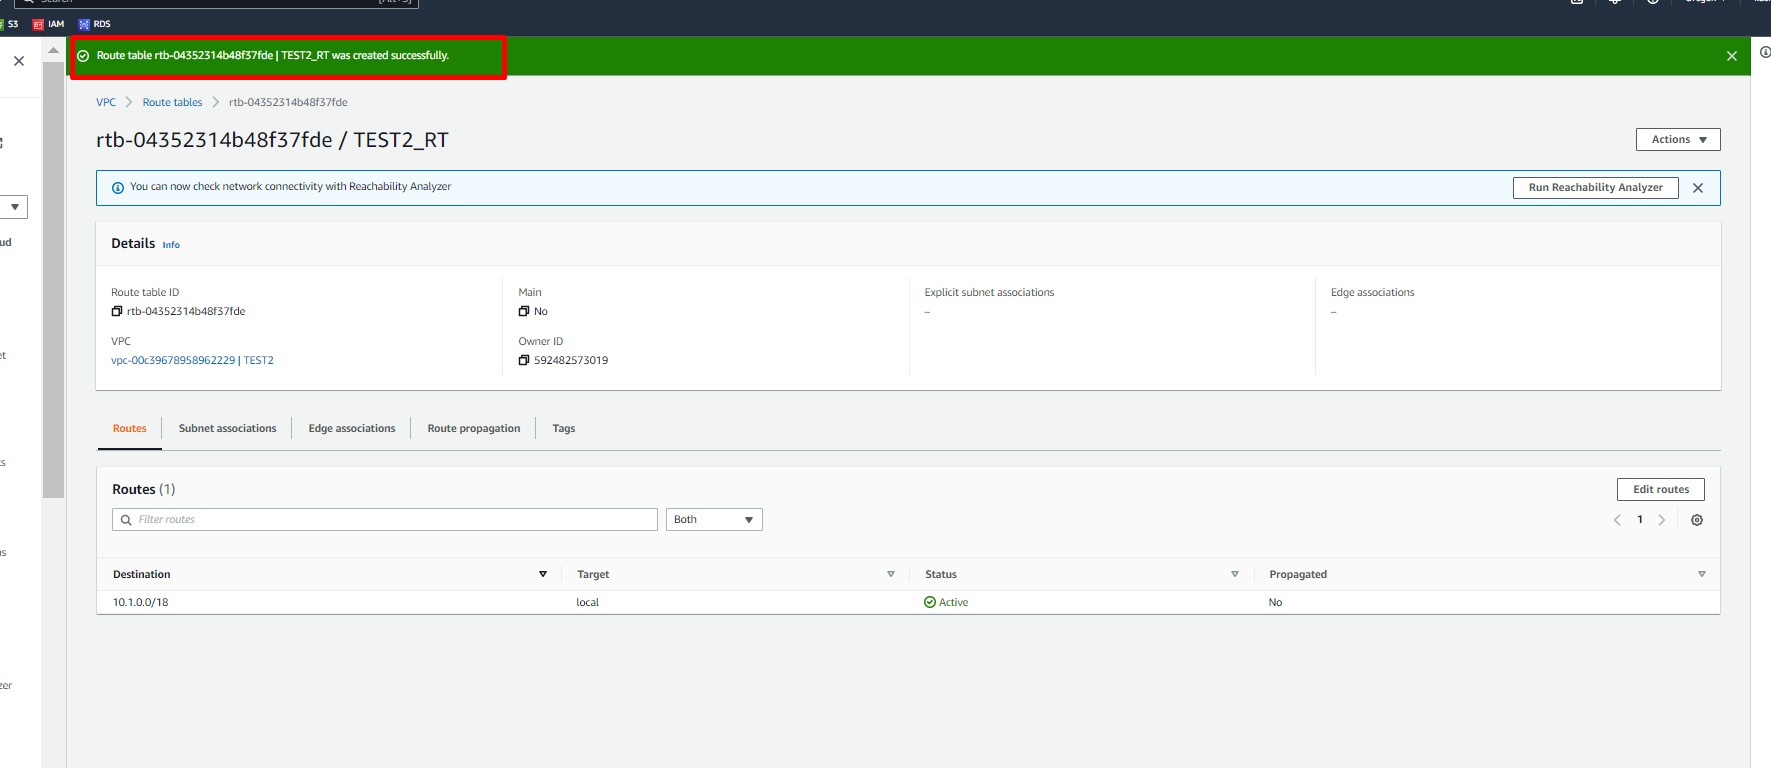 S3 IAM RDS
Route table rtb-04352314b48f37fde | TEST2_RT was created successfully.
VPC Route tables rtb-04352314b48f37fde
rtb-04352314b48f37fde / TEST2_RT
Actions
You can now check network connectivity with Reachability Analyzer
Run Reachability Analyzer
Details Info
Route table ID
rtb-04352314b48f37fde
Main
No
Explicit subnet associations
–
Edge associations
–
VPC
vpc-00c39678958962229 | TEST2
Owner ID
592482573019
Routes Subnet associations Edge associations Route propagation Tags
Routes (1)
Edit routes
Filter routes
Both
1
Destination Target Status Propagated
10.1.0.0/18 local Active No